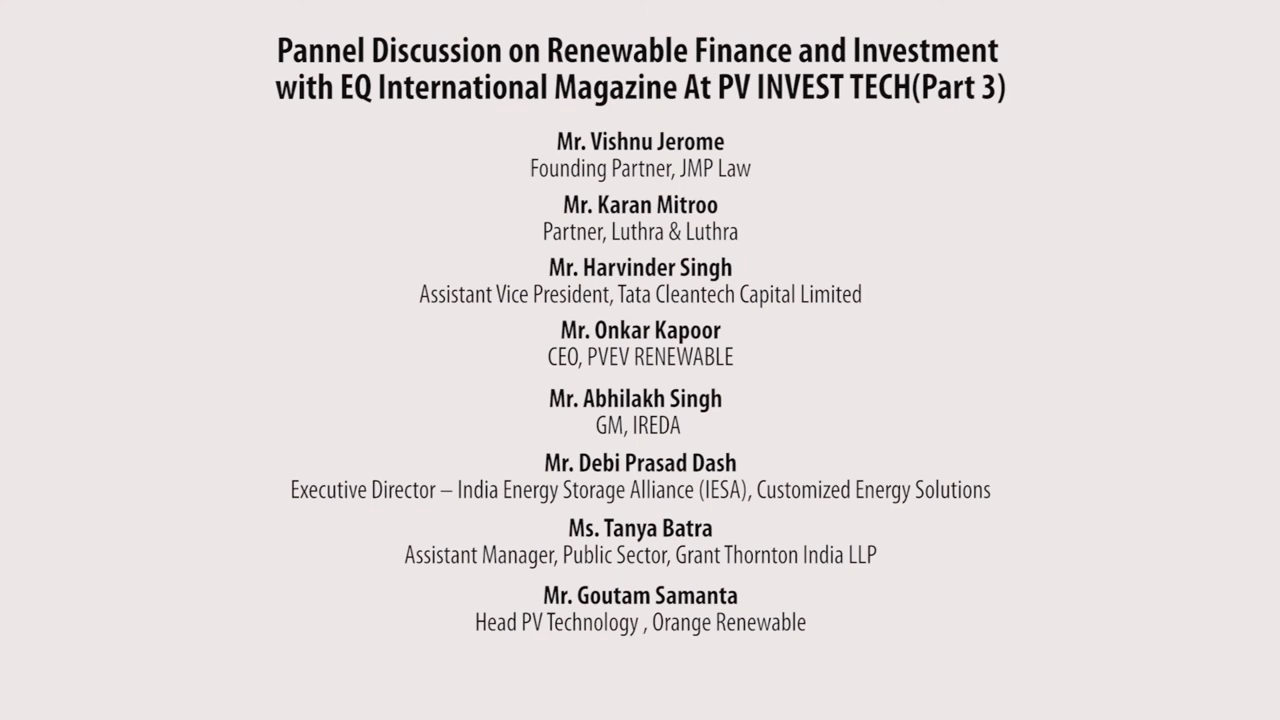 Pannel Discussion on Renewable Finance and Investment
with EQ International Magazine At PV INVEST TECH(Part 3)
Mr. Vishnu Jerome
Founding Partner, JMP Law
Mr. Karan Mitroo
Partner, Luthra & Luthra
Mr. Harvinder Singh
Assistant Vice President, Tata Cleantech Capital Limited
Mr. Onkar Kapoor
CEO, PVEV RENEWABLE
Mr. Abhilakh Singh
GM, IREDA
Mr. Debi Prasad Dash
Executive Director – India Energy Storage Alliance (IESA), Customized Energy Solutions
Ms. Tanya Batra
Assistant Manager, Public Sector, Grant Thornton India LLP
Mr. Goutam Samanta
Head PV Technology , Orange Renewable